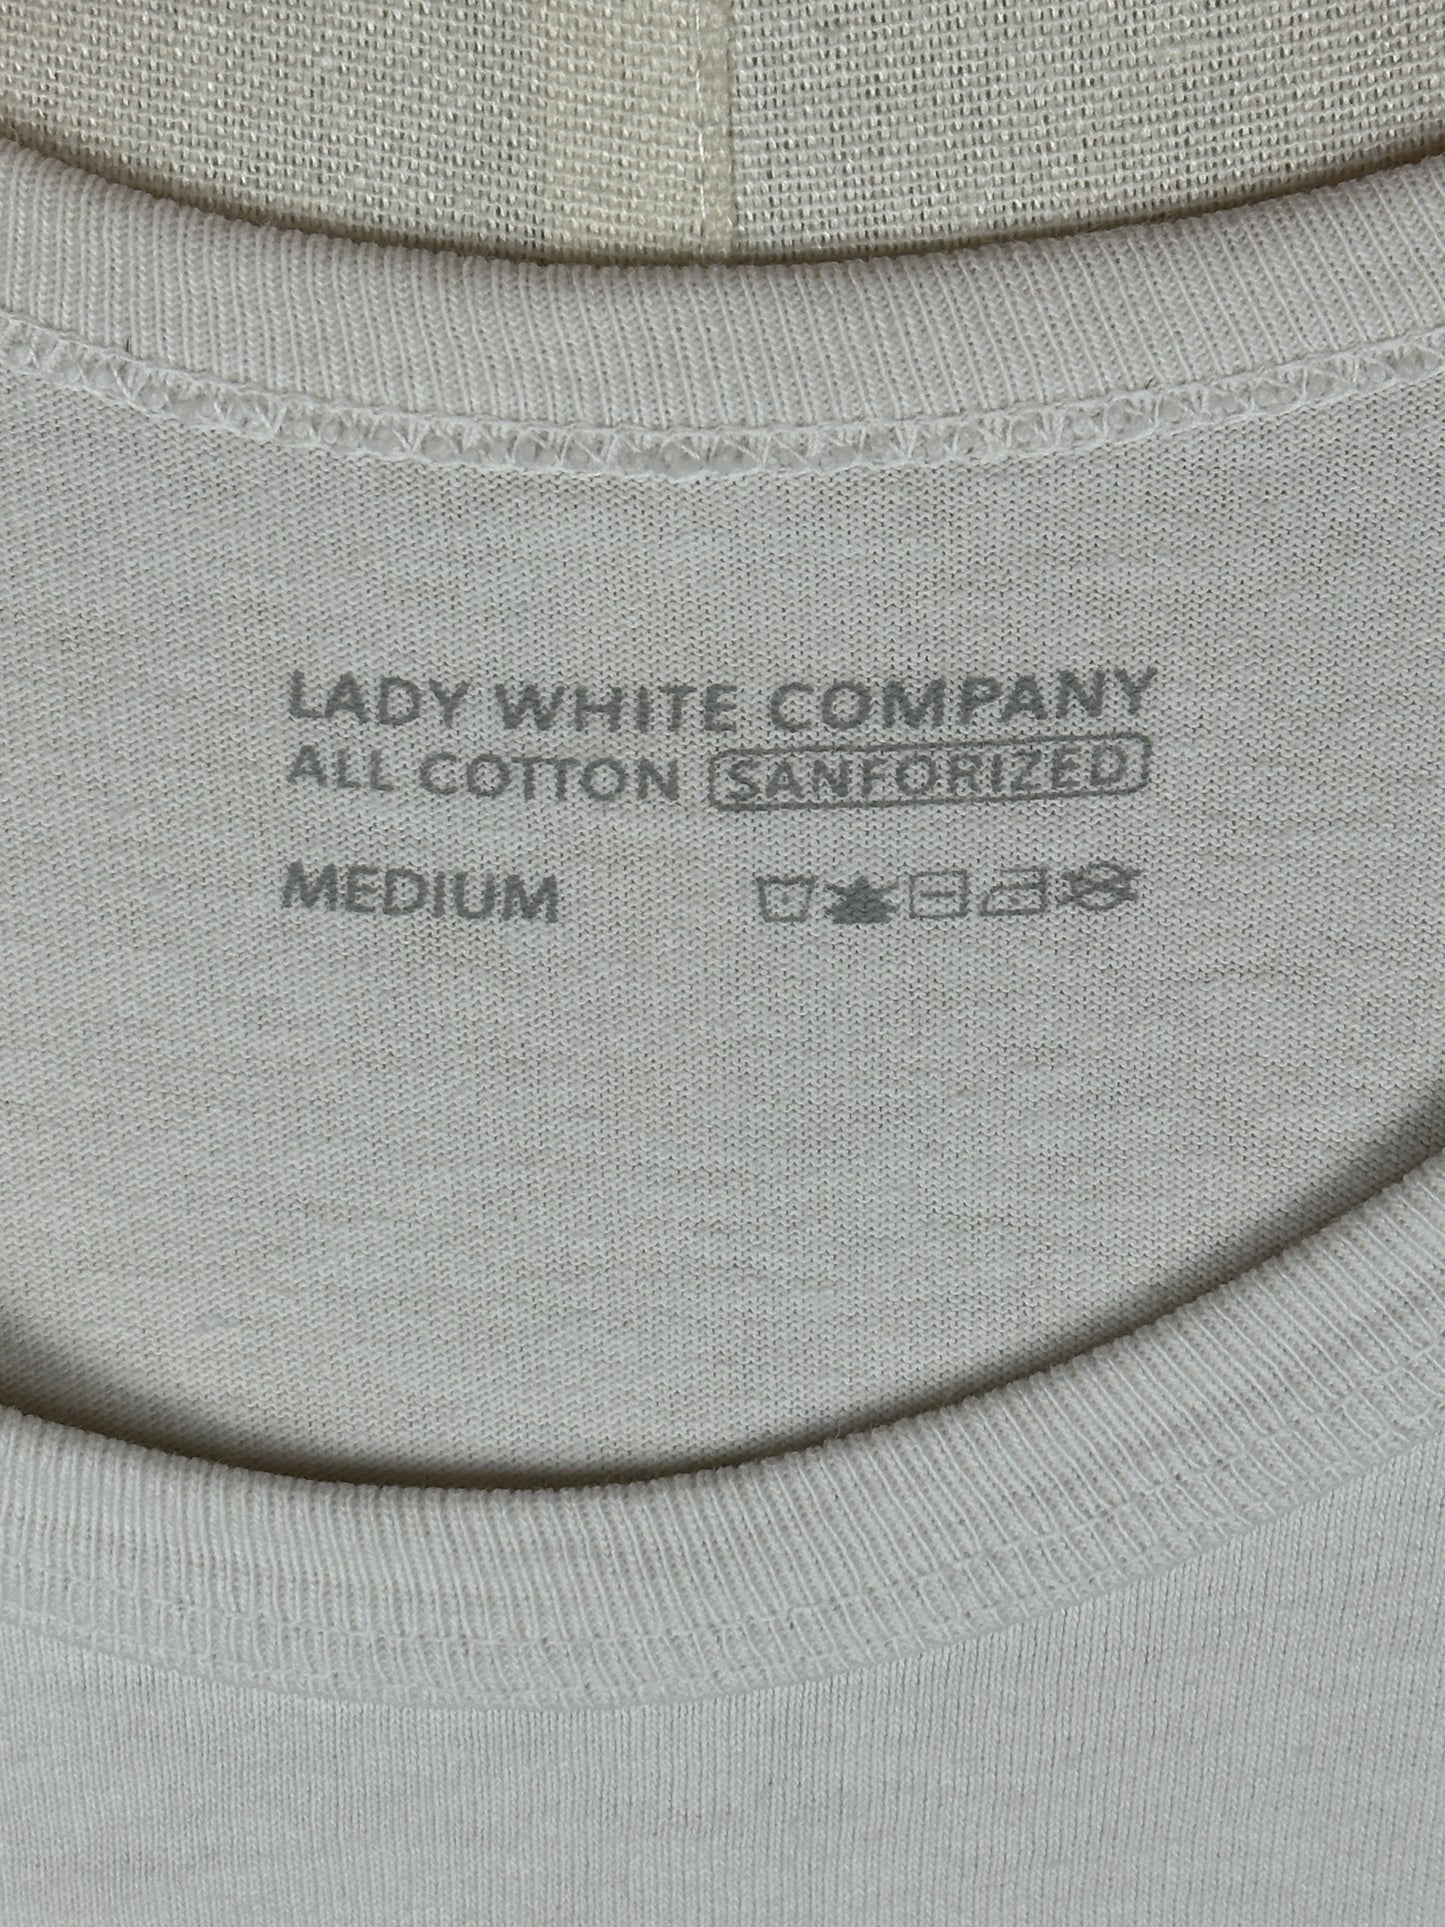 LADY WHITE COMPANY
ALL COTTON SANFORIZED
MEDIUM